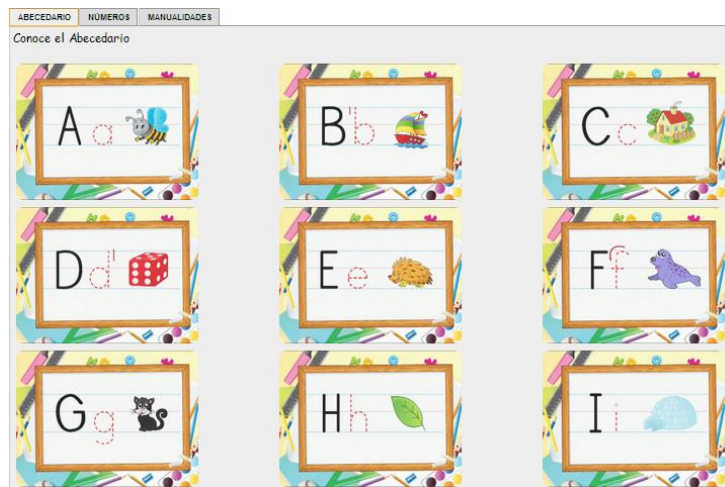 ABECEDARIO NÚMEROS MANUALIDADES
Conoce el Abecedario
A a B b C c
D d E e F f
G g H h I i